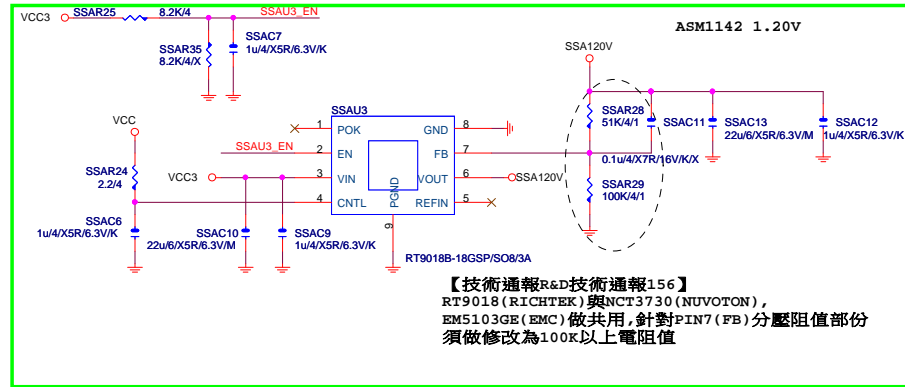 VCC3
SSAR25
8.2K/4
SSAU3_EN
SSAR35
8.2K/4/X
SSAC7
1u/4/X5R/6.3V/K
ASM1142 1.20V
SSA120V
SSAR28
51K/4/1
SSAC11
0.1u/4/X7R/16V/K/X
SSAC13
22u/6/X5R/6.3V/M
SSAC12
1u/4/X5R/6.3V/K
SSAR29
100K/4/1
SSAU3
1 POK GND 8
SSAU3_EN 2 EN FB 7
VCC3 3 VIN VOUT 6 SSA120V
4 CNTL REFIN 5
PGND
9
VCC
SSAR24
2.2/4
SSAC6
1u/4/X5R/6.3V/K
SSAC10
22u/6/X5R/6.3V/M
SSAC9
1u/4/X5R/6.3V/K
RT9018B-18GSP/SO8/3A
【技術通報R&D技術通報156】
RT9018(RICHTEK)與NCT3730(NUVOTON),
EM5103GE(EMC)做共用,針對PIN7(FB)分壓阻值部份
須做修改為100K以上電阻值